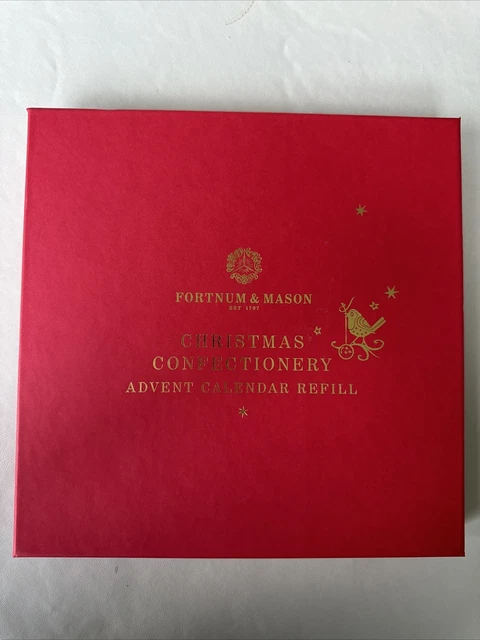 FORTNUM & MASON
EST 1707
CHRISTMAS
CONFECTIONERY
ADVENT CALENDAR REFILL